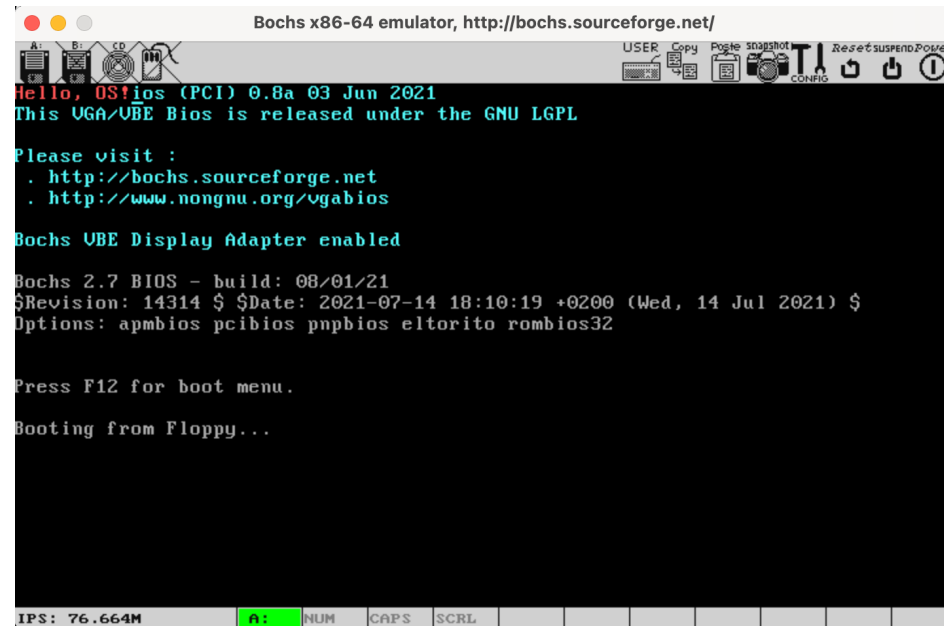 Bochs x86-64 emulator, http://bochs.sourceforge.net/
A: B: CD USER Copy Paste snapshot CONFIG Reset SUSPEND Powe
Hello, OS!ios (PCI) 0.8a 03 Jun 2021
This VGA/VBE Bios is released under the GNU LGPL
Please visit :
. http://bochs.sourceforge.net
. http://www.nongnu.org/vgabios
Bochs VBE Display Adapter enabled
Bochs 2.7 BIOS - build: 08/01/21
$Revision: 14314 $ $Date: 2021-07-14 18:10:19 +0200 (Wed, 14 Jul 2021) $
Options: apmbios pcibios pnpbios eltorito rombios32
Press F12 for boot menu.
Booting from Floppy...
IPS: 76.664M A: NUM CAPS SCRL